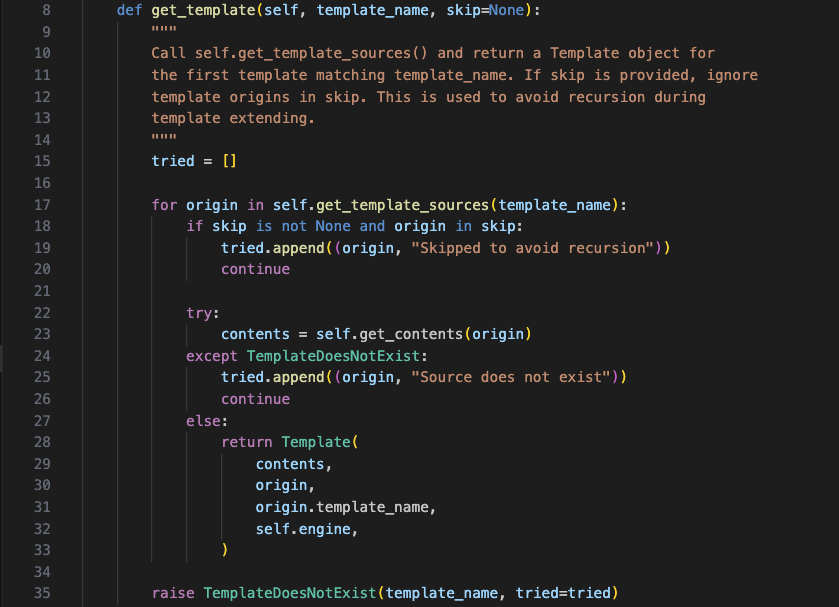 8 def get_template(self, template_name, skip=None):
9 """
10 Call self.get_template_sources() and return a Template object for
11 the first template matching template_name. If skip is provided, ignore
12 template origins in skip. This is used to avoid recursion during
13 template extending.
14 """
15 tried = []
16
17 for origin in self.get_template_sources(template_name):
18 if skip is not None and origin in skip:
19 tried.append((origin, "Skipped to avoid recursion"))
20 continue
21
22 try:
23 contents = self.get_contents(origin)
24 except TemplateDoesNotExist:
25 tried.append((origin, "Source does not exist"))
26 continue
27 else:
28 return Template(
29 contents,
30 origin,
31 origin.template_name,
32 self.engine,
33 )
34
35 raise TemplateDoesNotExist(template_name, tried=tried)